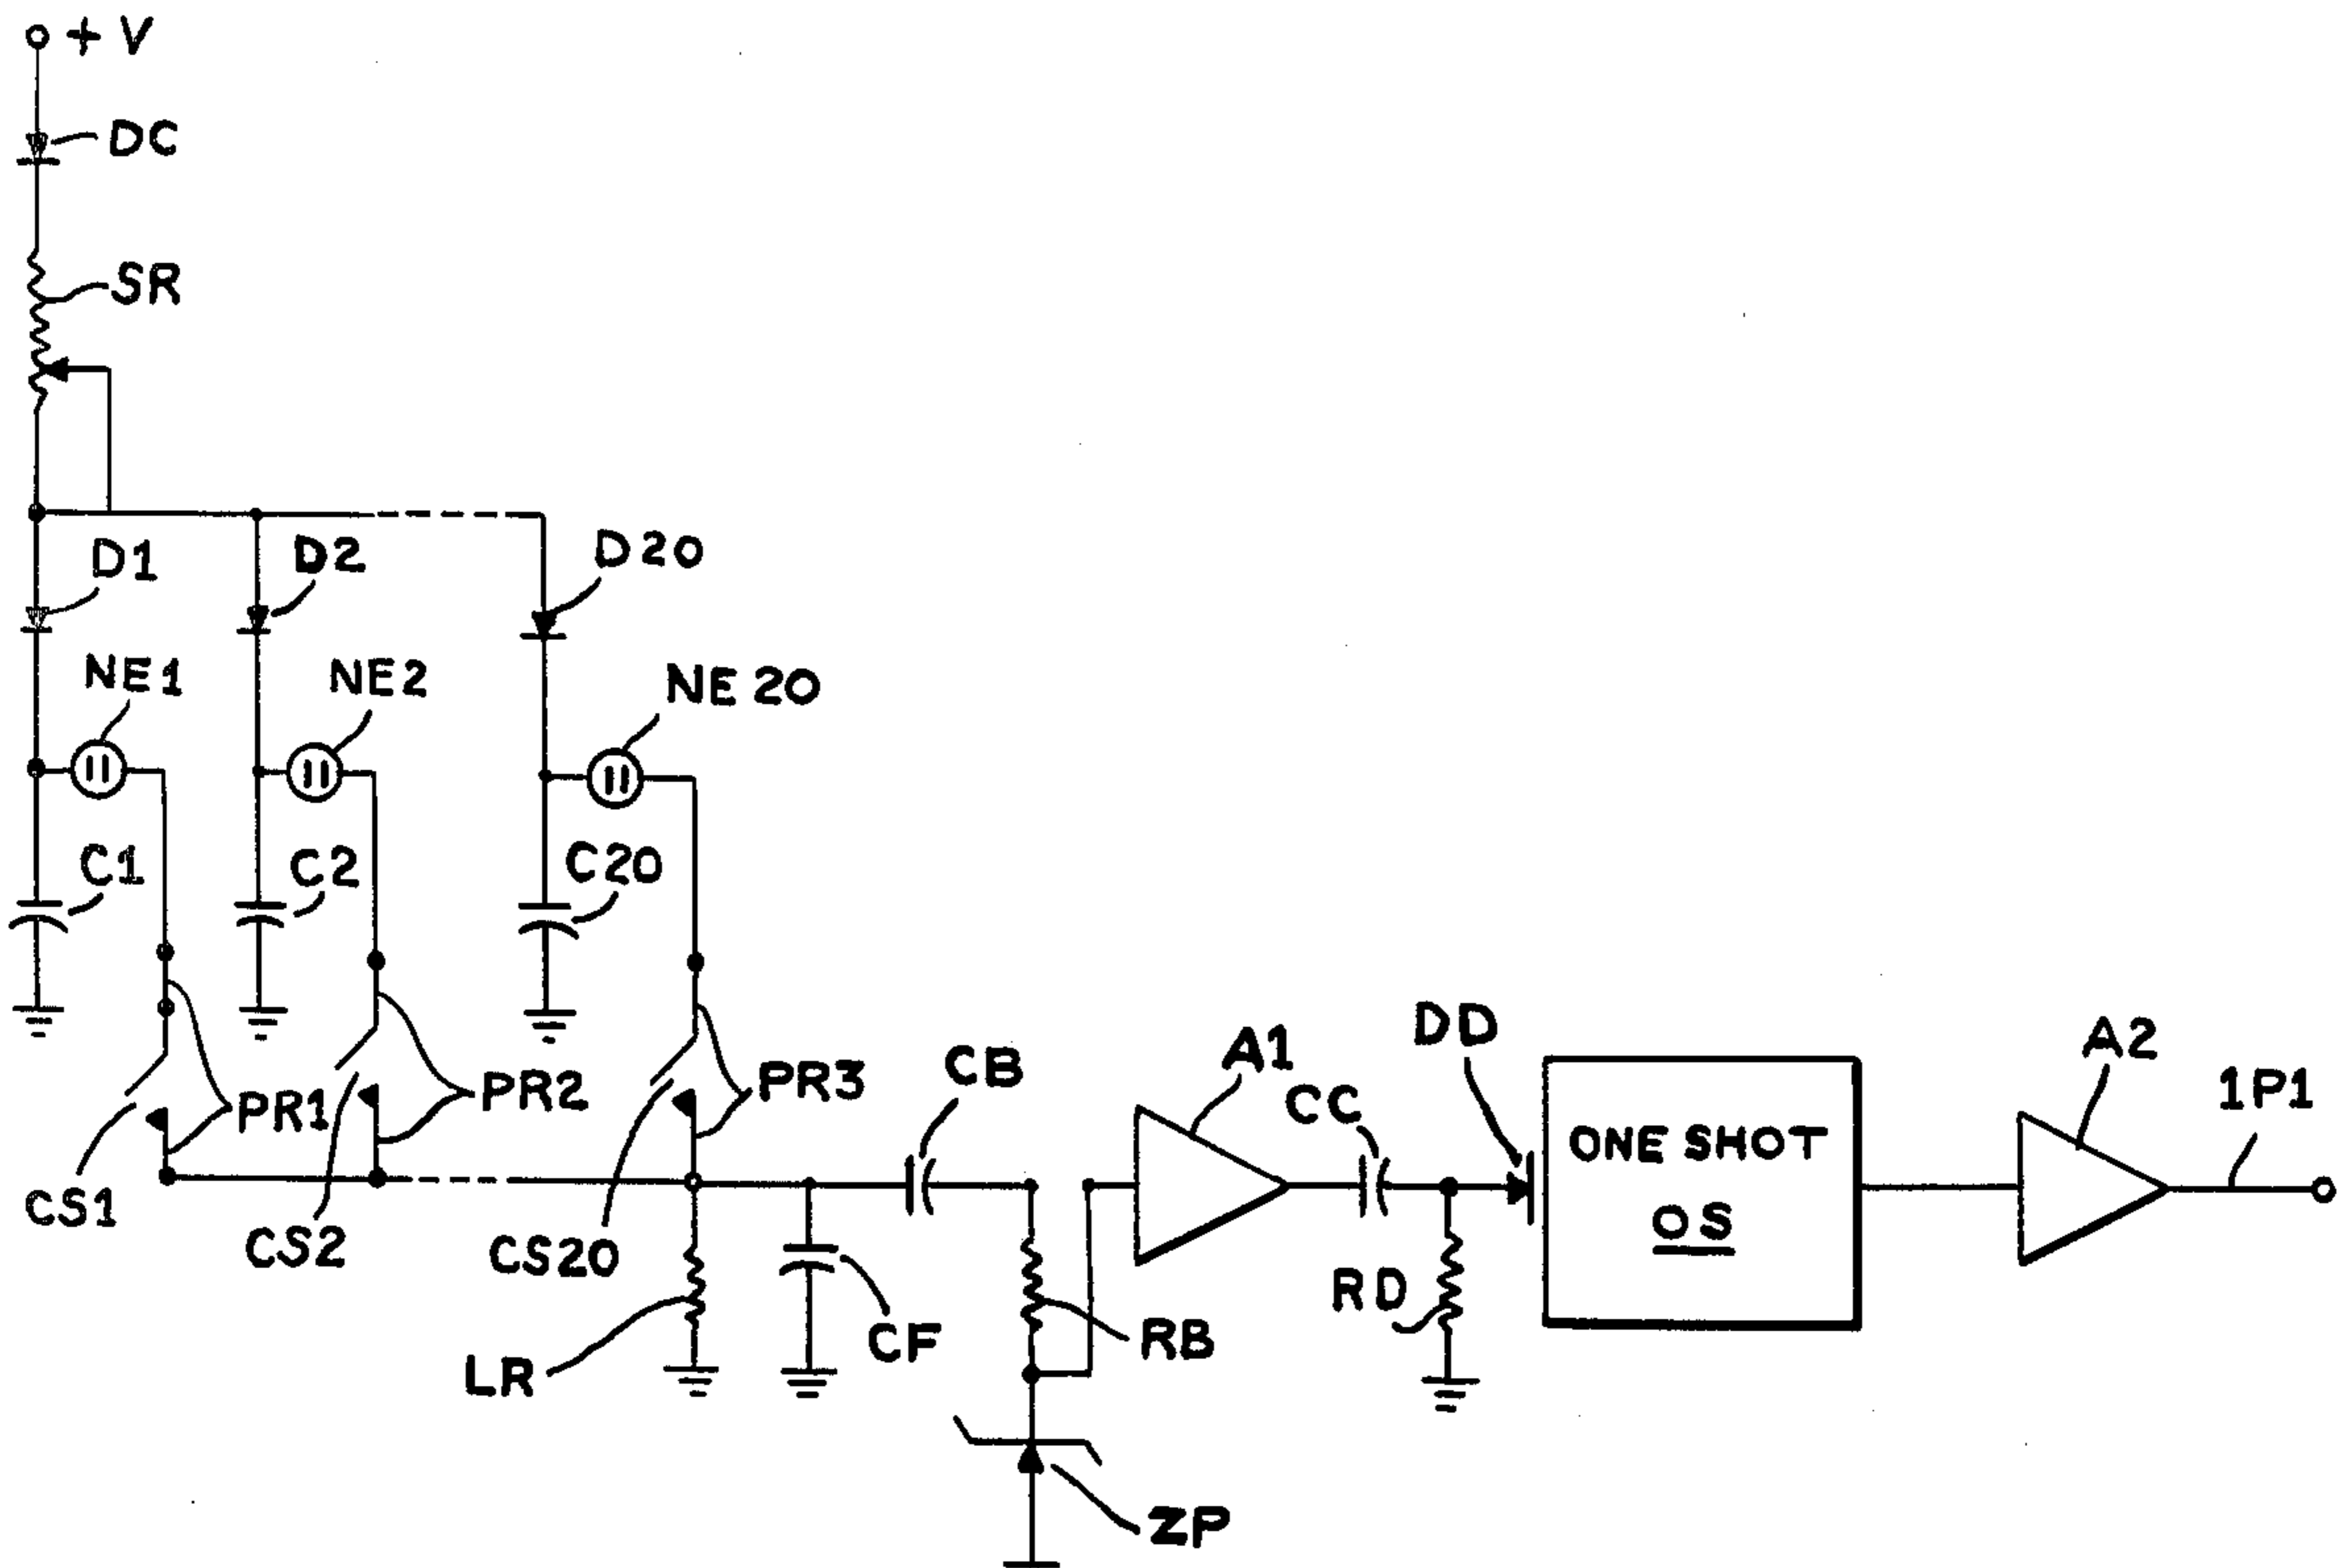 + V
DC
SR
D1
D2
D20
NE1
NE2
NE 20
C1
C2
C20
PR1
PR2
PR3
CS1
CS2
CS20
LR
CF
CB
RB
ZP
A1
CC
RD
DD
ONE SHOT
OS
A2
1P1